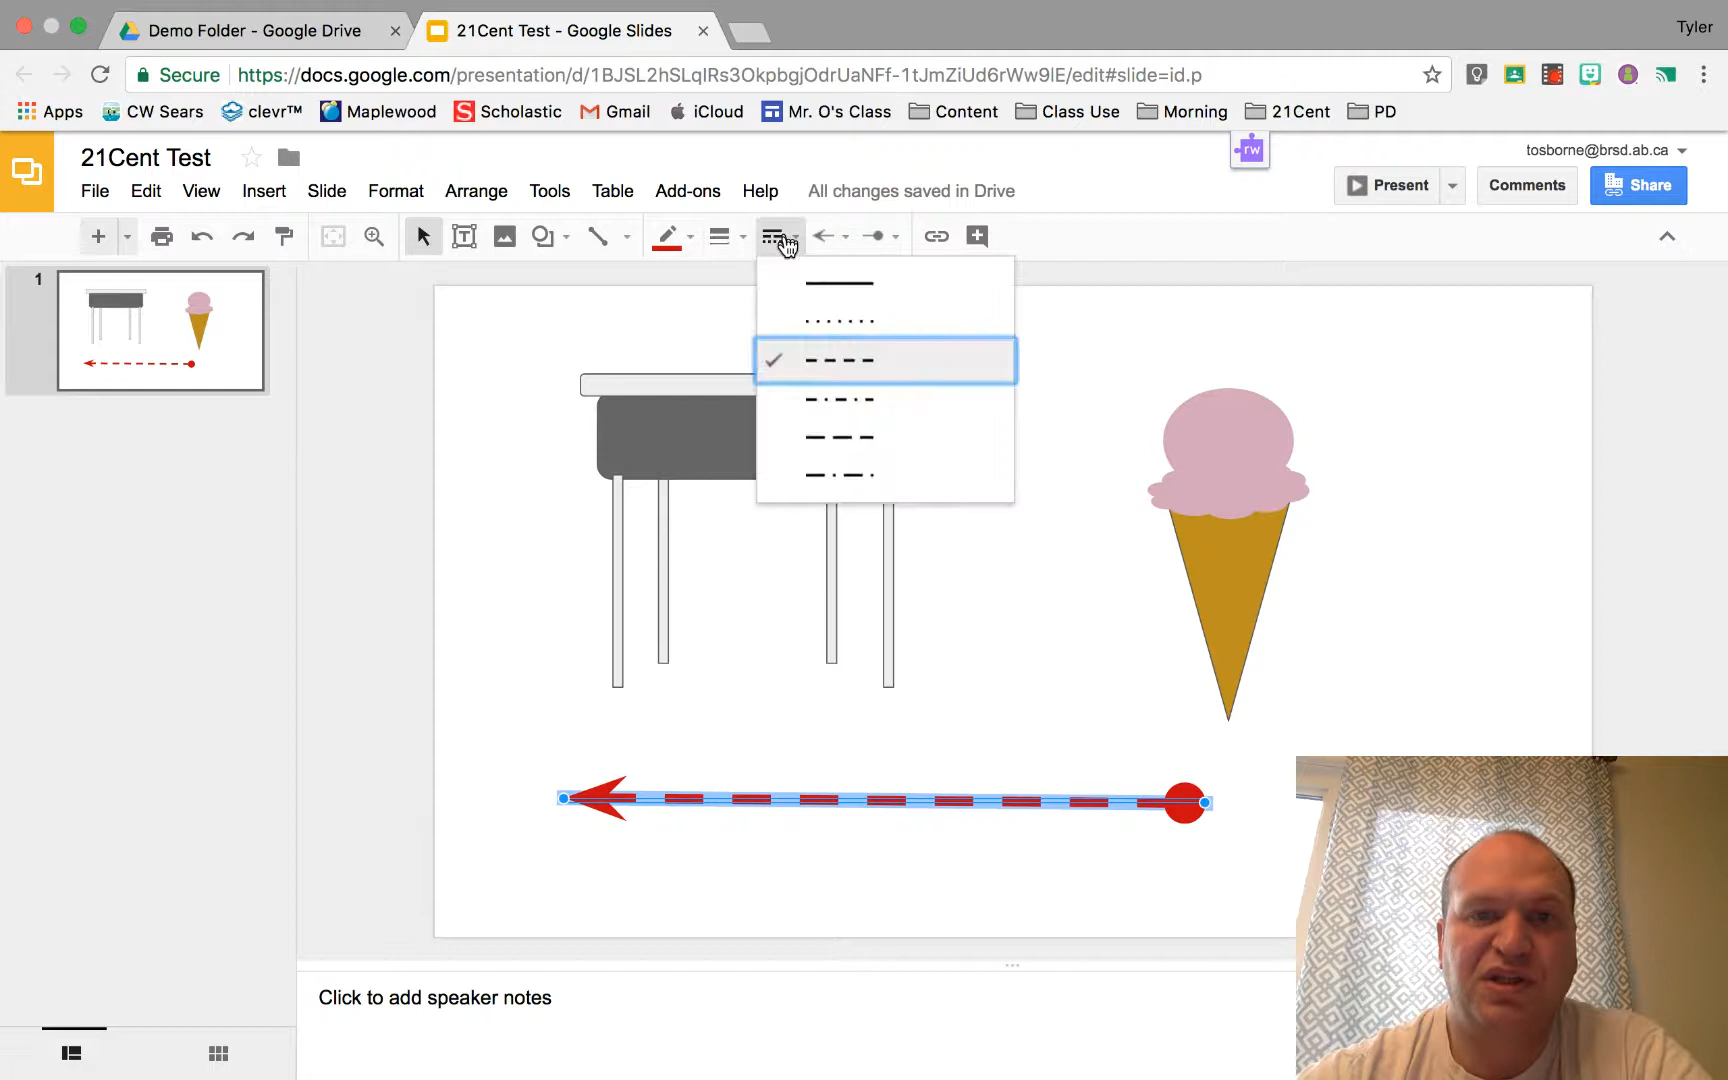 Demo Folder - Google Drive
21Cent Test - Google Slides
Tyler
Secure https://docs.google.com/presentation/d/1BJSL2hSLqIRs3OkpbgjOdrUaNFf-1tJmZiUd6rWw9lE/edit#slide=id.p
Apps CW Sears clevr™ Maplewood Scholastic Gmail iCloud Mr. O's Class Content Class Use Morning 21Cent PD
rw
21Cent Test
tosborne@brsd.ab.ca
File Edit View Insert Slide Format Arrange Tools Table Add-ons Help All changes saved in Drive
Present Comments Share
1
Click to add speaker notes